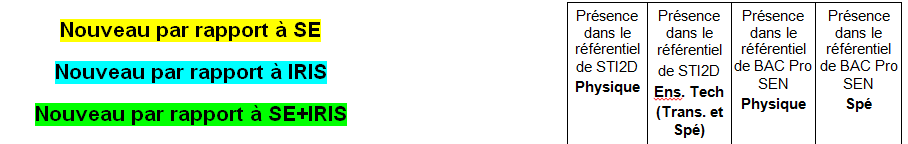 Nouveau par rapport à SE
Nouveau par rapport à IRIS
Nouveau par rapport à SE+IRIS
Présence
dans le
référentiel
de STI2D
Physique
Présence
dans le
référentiel
de STI2D
Ens. Tech
(Trans. et
Spé)
Présence
dans le
référentiel
de BAC Pro
SEN
Physique
Présence
dans le
référentiel
de BAC Pro
SEN
Spé